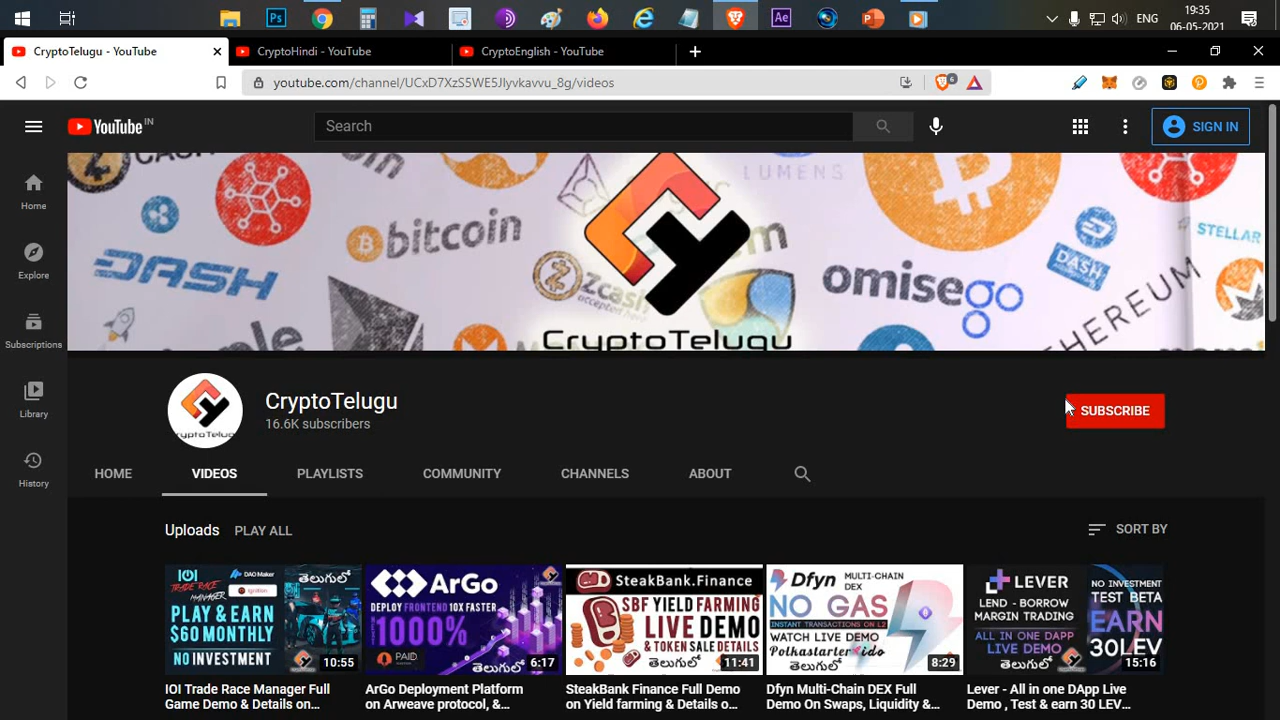 19:35
ENG
06-05-2021
CryptoTelugu - YouTube
CryptoHindi - YouTube
CryptoEnglish - YouTube
youtube.com/channel/UCxD7XzS5WE5JIyvkavvu_8g/videos
6
YouTube IN
Search
SIGN IN
Home
Explore
Subscriptions
Library
History
LUMENS
bitcoin
STELLAR
DASH
DASH
zcash
omisego
ETHEREUM
CryptoTelugu
CryptoTelugu
CryptoTelugu
16.6K subscribers
SUBSCRIBE
HOME
VIDEOS
PLAYLISTS
COMMUNITY
CHANNELS
ABOUT
Uploads
PLAY ALL
SORT BY
IOI
TRADE RACE MANAGER
DAO Maker
Ignition
తెలుగులో
PLAY & EARN
$60 MONTHLY
NO INVESTMENT
10:55
IOI Trade Race Manager Full
Game Demo & Details on...
ArGo
DEPLOY FRONTEND 10X FASTER
1000%
PAID
తెలుగులో
6:17
ArGo Deployment Platform
on Arweave protocol, &...
SteakBank.Finance
SBF YIELD FARMING
LIVE DEMO
& TOKEN SALE DETAILS
తెలుగులో
11:41
SteakBank Finance Full Demo
on Yield farming & Details o...
Dfyn
MULTI-CHAIN
DEX
NO GAS
INSTANT TRANSACTIONS ON L2
WATCH LIVE DEMO
Polkastarter ido
తెలుగులో
8:29
Dfyn Multi-Chain DEX Full
Demo On Swaps, Liquidity &...
LEVER
LEND - BORROW
MARGIN TRADING
ALL IN ONE DAPP
LIVE DEMO
తెలుగులో
NO INVESTMENT
TEST BETA
EARN
30LEV
15:16
Lever - All in one DApp Live
Demo , Test & earn 30 LEV...